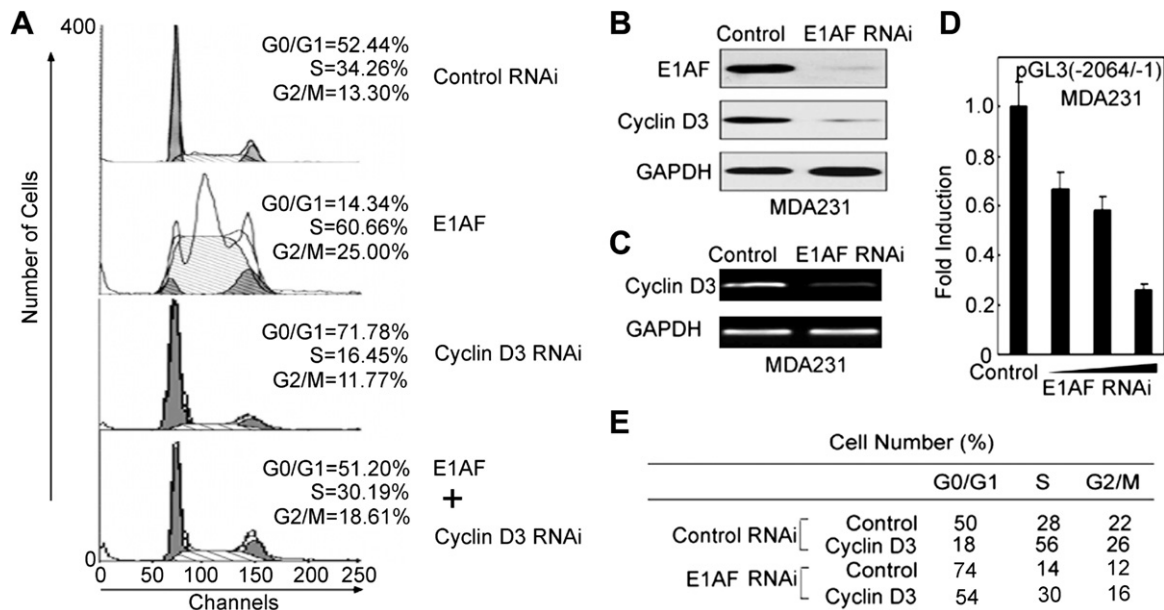 A
400
G0/G1=52.44%
S=34.26%
G2/M=13.30%
Control RNAi
G0/G1=14.34%
S=60.66%
G2/M=25.00%
E1AF
G0/G1=71.78%
S=16.45%
G2/M=11.77%
Cyclin D3 RNAi
G0/G1=51.20%
S=30.19%
G2/M=18.61%
E1AF
+
Cyclin D3 RNAi
Number of Cells
0
0 50 100 150 200 250
Channels
B
Control E1AF RNAi
E1AF
Cyclin D3
GAPDH
MDA231
C
Control E1AF RNAi
Cyclin D3
GAPDH
MDA231
D
pGL3(-2064/-1)
MDA231
Fold Induction
1.0
0.8
0.6
0.4
0.2
0
Control
E1AF RNAi
E
Cell Number (%)
G0/G1 S G2/M
Control RNAi
Control 50 28 22
Cyclin D3 18 56 26
E1AF RNAi
Control 74 14 12
Cyclin D3 54 30 16